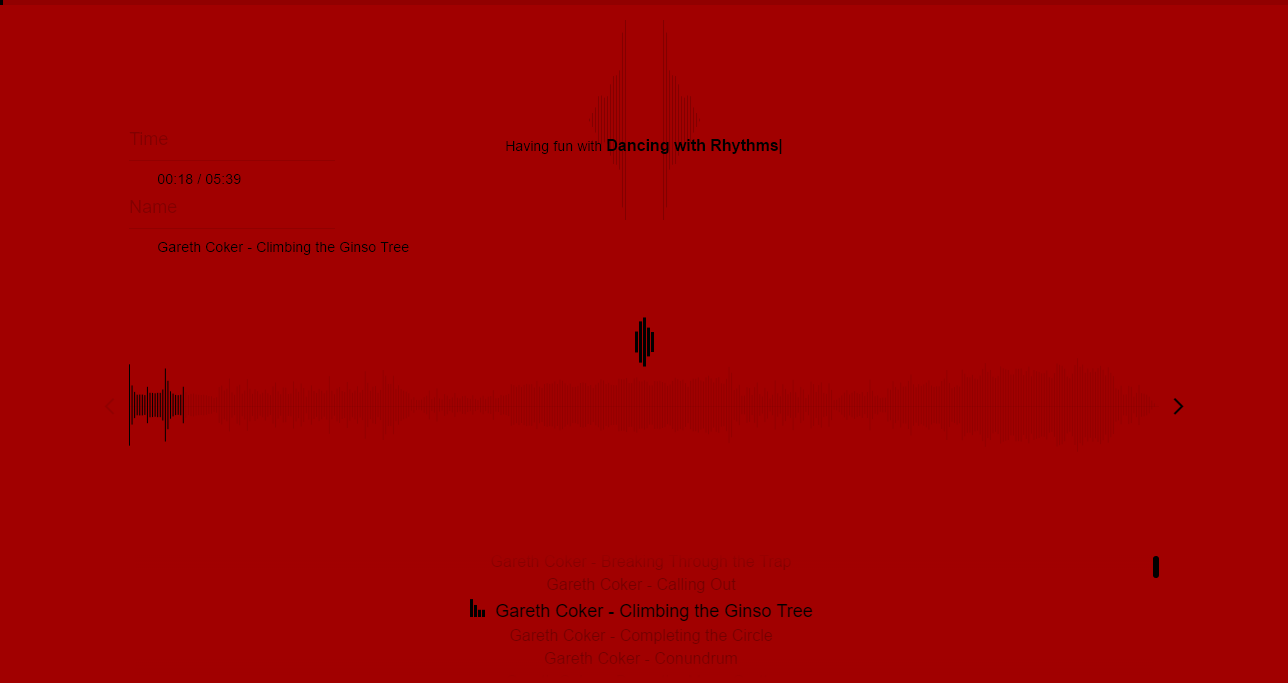 Time
Having fun with Dancing with Rhythms|
00:18 / 05:39
Name
Gareth Coker - Climbing the Ginso Tree
Gareth Coker - Breaking Through the Trap
Gareth Coker - Calling Out
Gareth Coker - Climbing the Ginso Tree
Gareth Coker - Completing the Circle
Gareth Coker - Conundrum